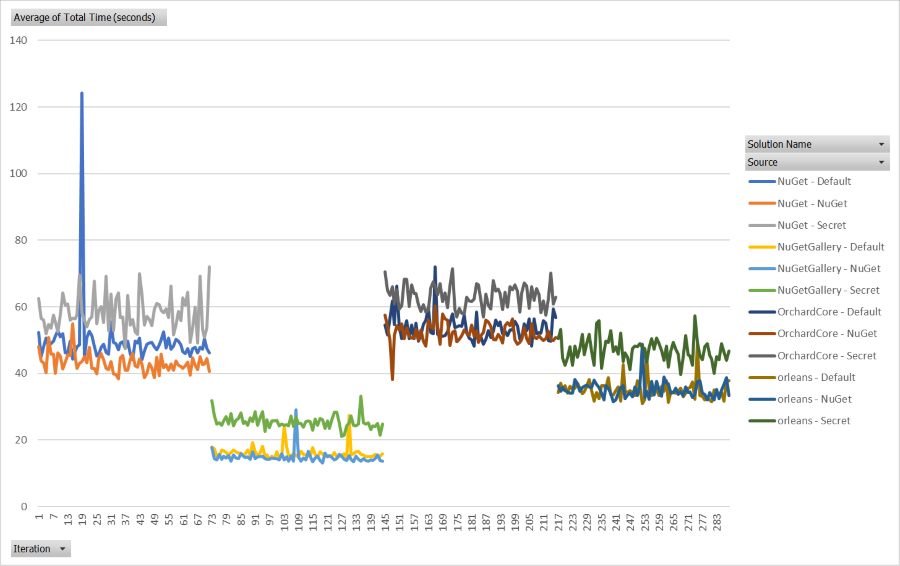 Average of Total Time (seconds)
140
120
100
80
60
40
20
0
1 7 13 19 25 31 37 43 49 55 61 67 73 79 85 91 97 103 109 115 121 127 133 139 145 151 157 163 169 175 181 187 193 199 205 211 217 223 229 235 241 247 253 259 265 271 277 283
Iteration
Solution Name
Source
NuGet - Default
NuGet - NuGet
NuGet - Secret
NuGetGallery - Default
NuGetGallery - NuGet
NuGetGallery - Secret
OrchardCore - Default
OrchardCore - NuGet
OrchardCore - Secret
orleans - Default
orleans - NuGet
orleans - Secret